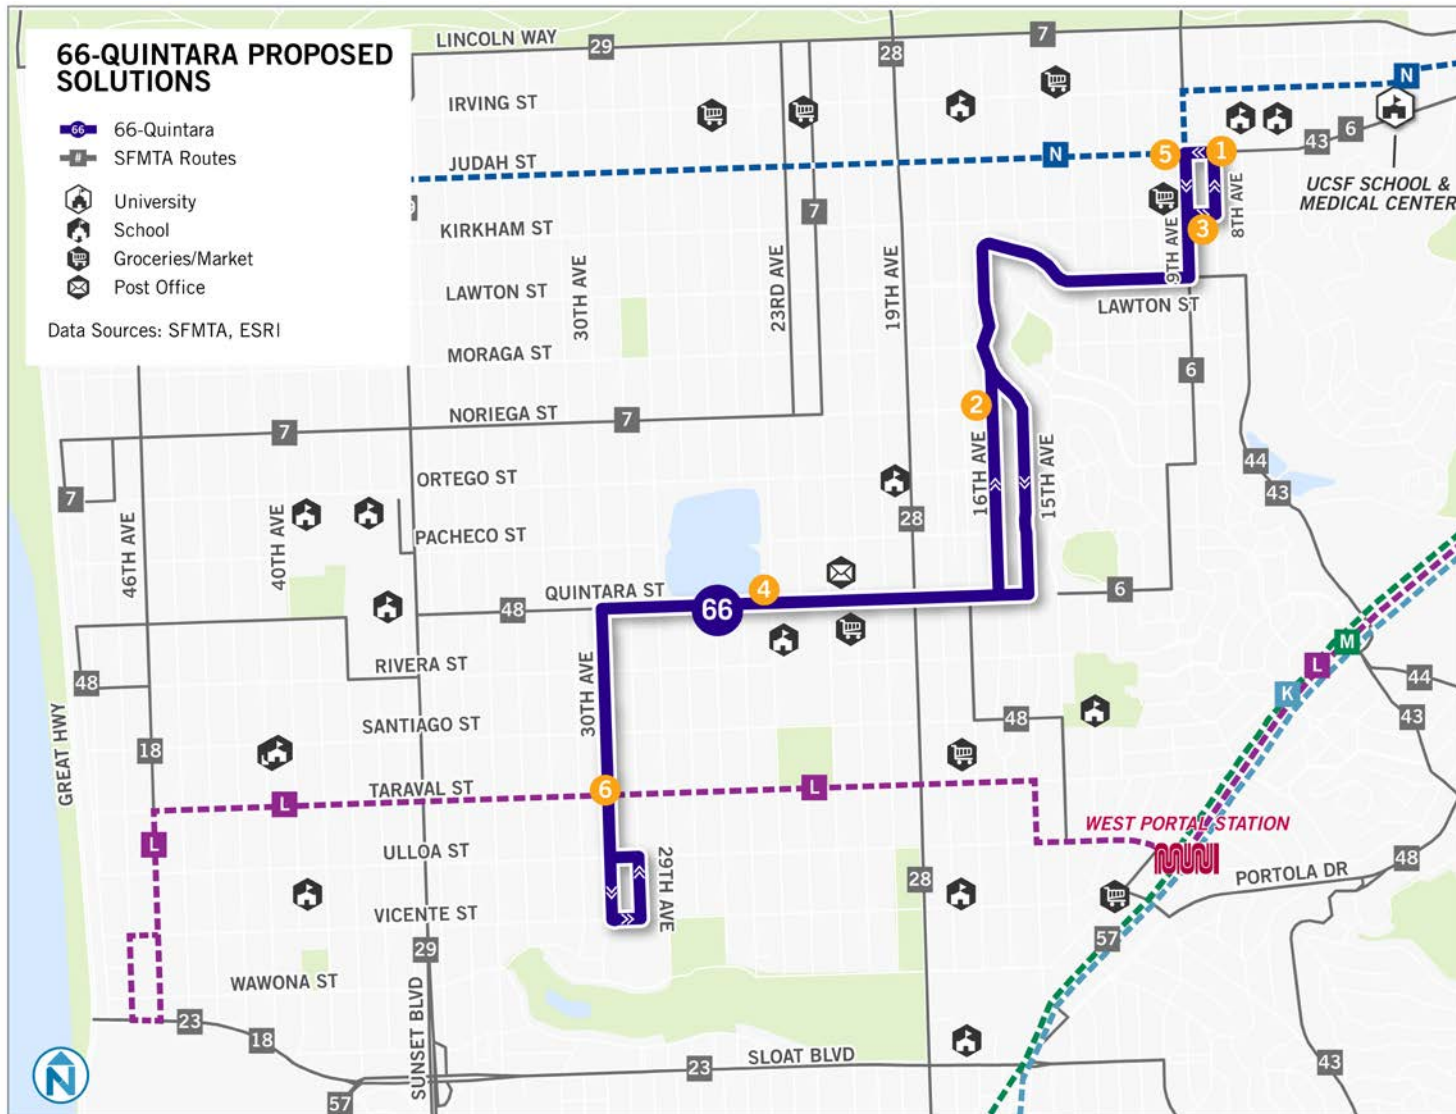 66-QUINTARA PROPOSED
SOLUTIONS
66
66-Quintara
#
SFMTA Routes
University
School
Groceries/Market
Post Office
Data Sources: SFMTA, ESRI
LINCOLN WAY
29
28
7
IRVING ST
N
JUDAH ST
N
5
1
43
6
UCSF SCHOOL &
MEDICAL CENTER
7
KIRKHAM ST
3
8TH AVE
9TH AVE
30TH AVE
23RD AVE
19TH AVE
LAWTON ST
LAWTON ST
MORAGA ST
6
NORIEGA ST
7
7
2
16TH AVE
15TH AVE
7
ORTEGO ST
44
43
46TH AVE
40TH AVE
28
PACHECO ST
QUINTARA ST
4
48
66
6
RIVERA ST
30TH AVE
M
L
K
44
48
43
GREAT HWY
SANTIAGO ST
48
18
TARAVAL ST
6
L
L
L
WEST PORTAL STATION
ULLOA ST
29TH AVE
28
PORTOLA DR
48
VICENTE ST
29
57
WAWONA ST
SUNSET BLVD
23
18
SLOAT BLVD
23
43
57
N